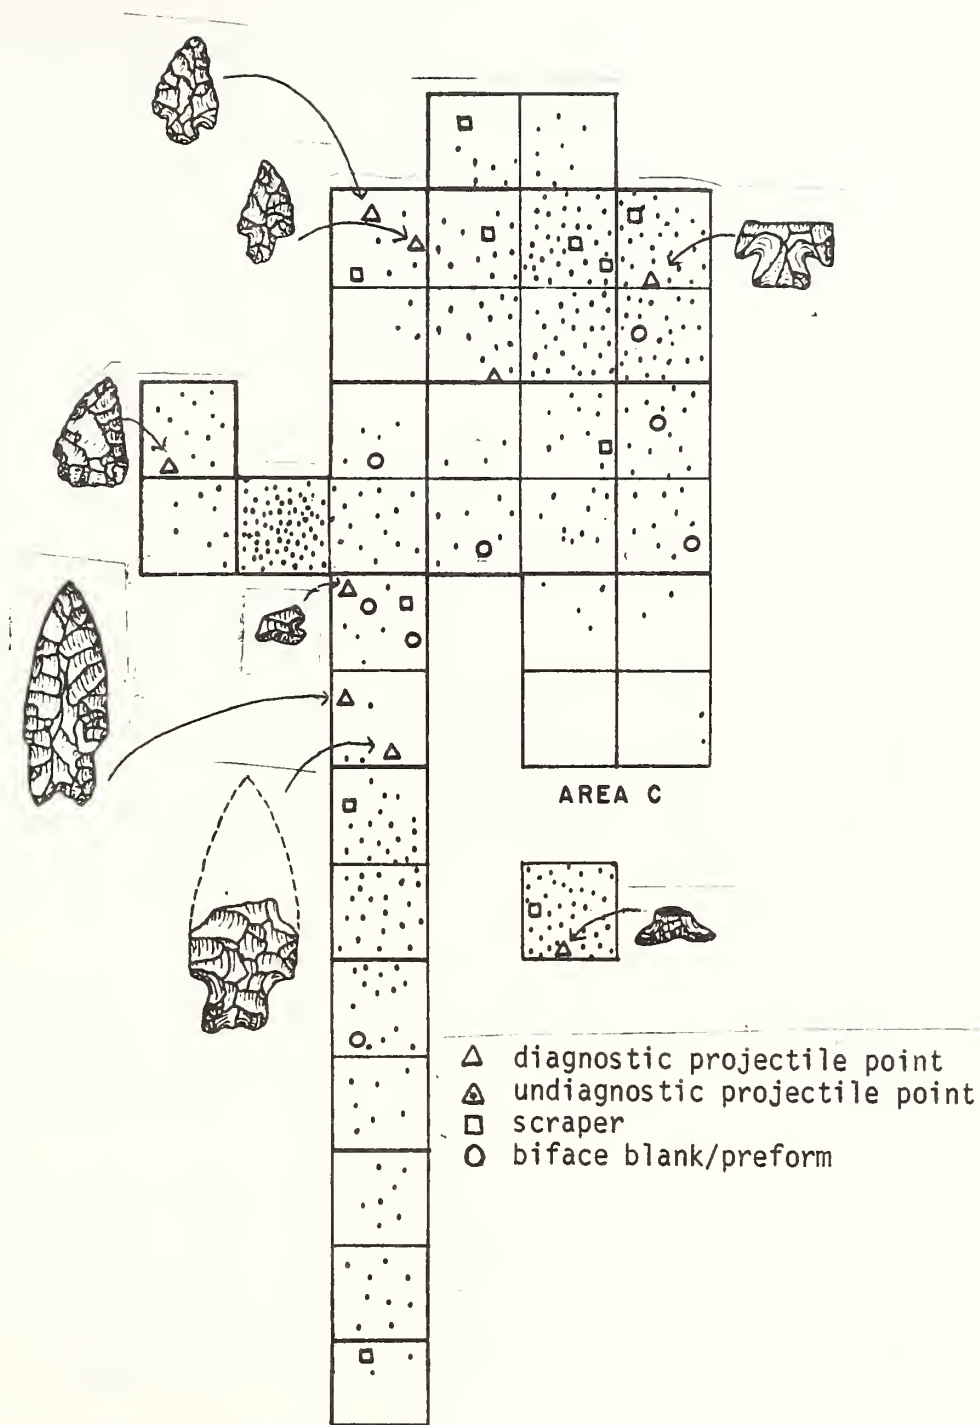 AREA C
diagnostic projectile point
undiagnostic projectile point
scraper
biface blank/preform